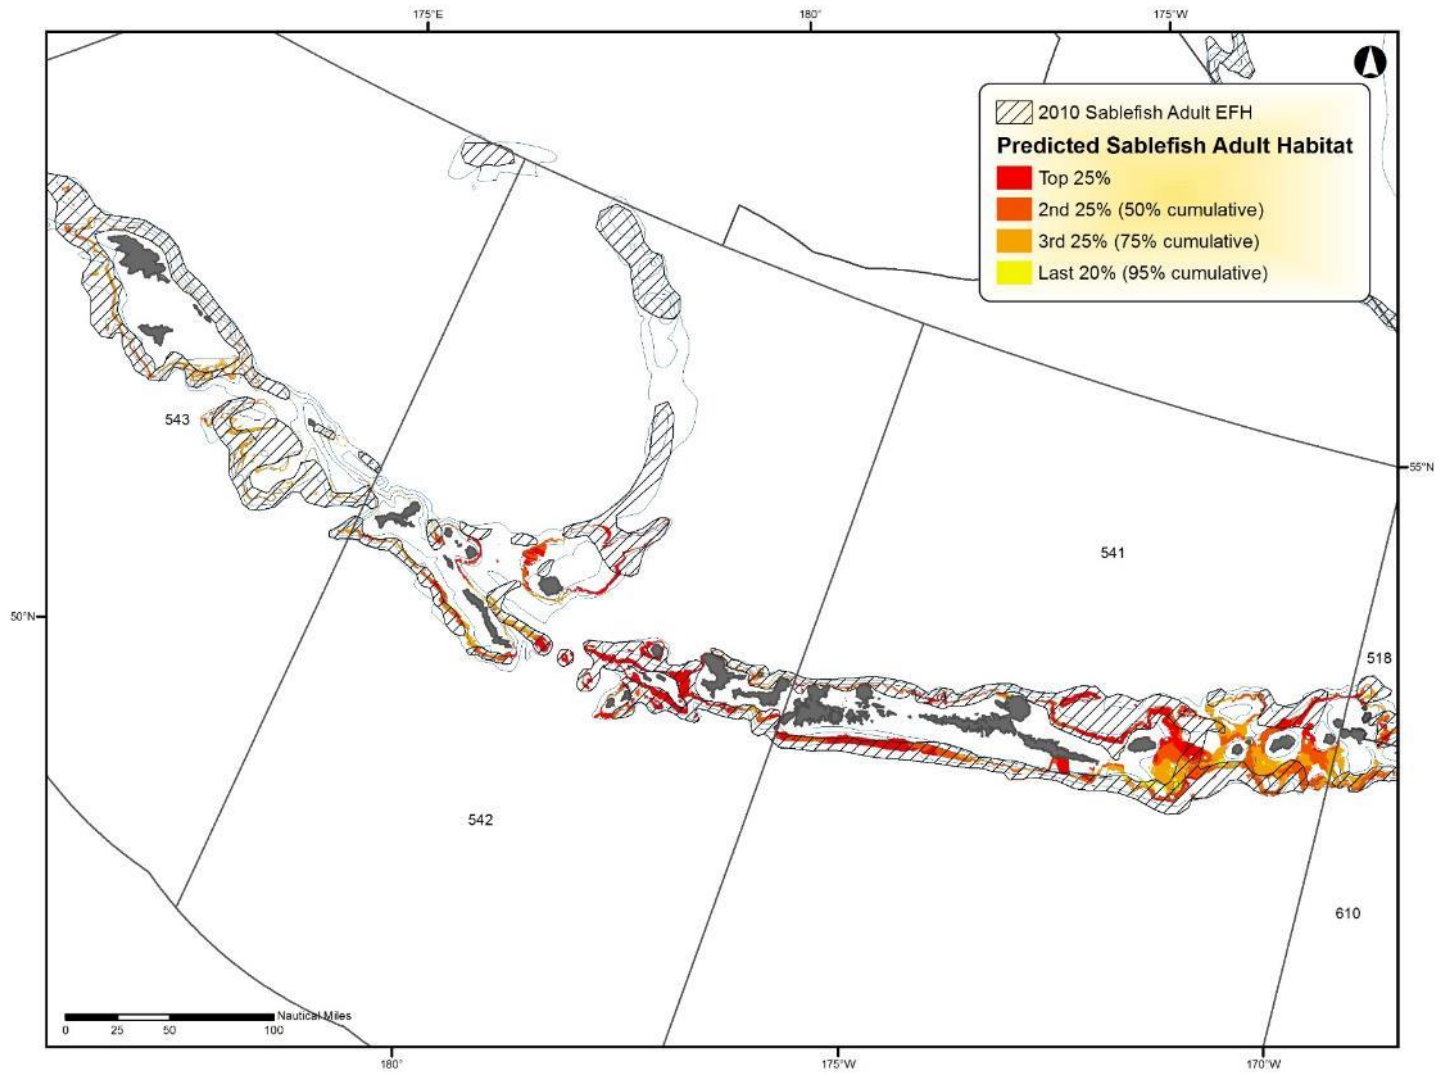 175°E 180° 175°W
2010 Sablefish Adult EFH
Predicted Sablefish Adult Habitat
Top 25%
2nd 25% (50% cumulative)
3rd 25% (75% cumulative)
Last 20% (95% cumulative)
543
55°N
541
50°N
518
542
610
Nautical Miles
0 25 50 100
180° 175°W 170°W